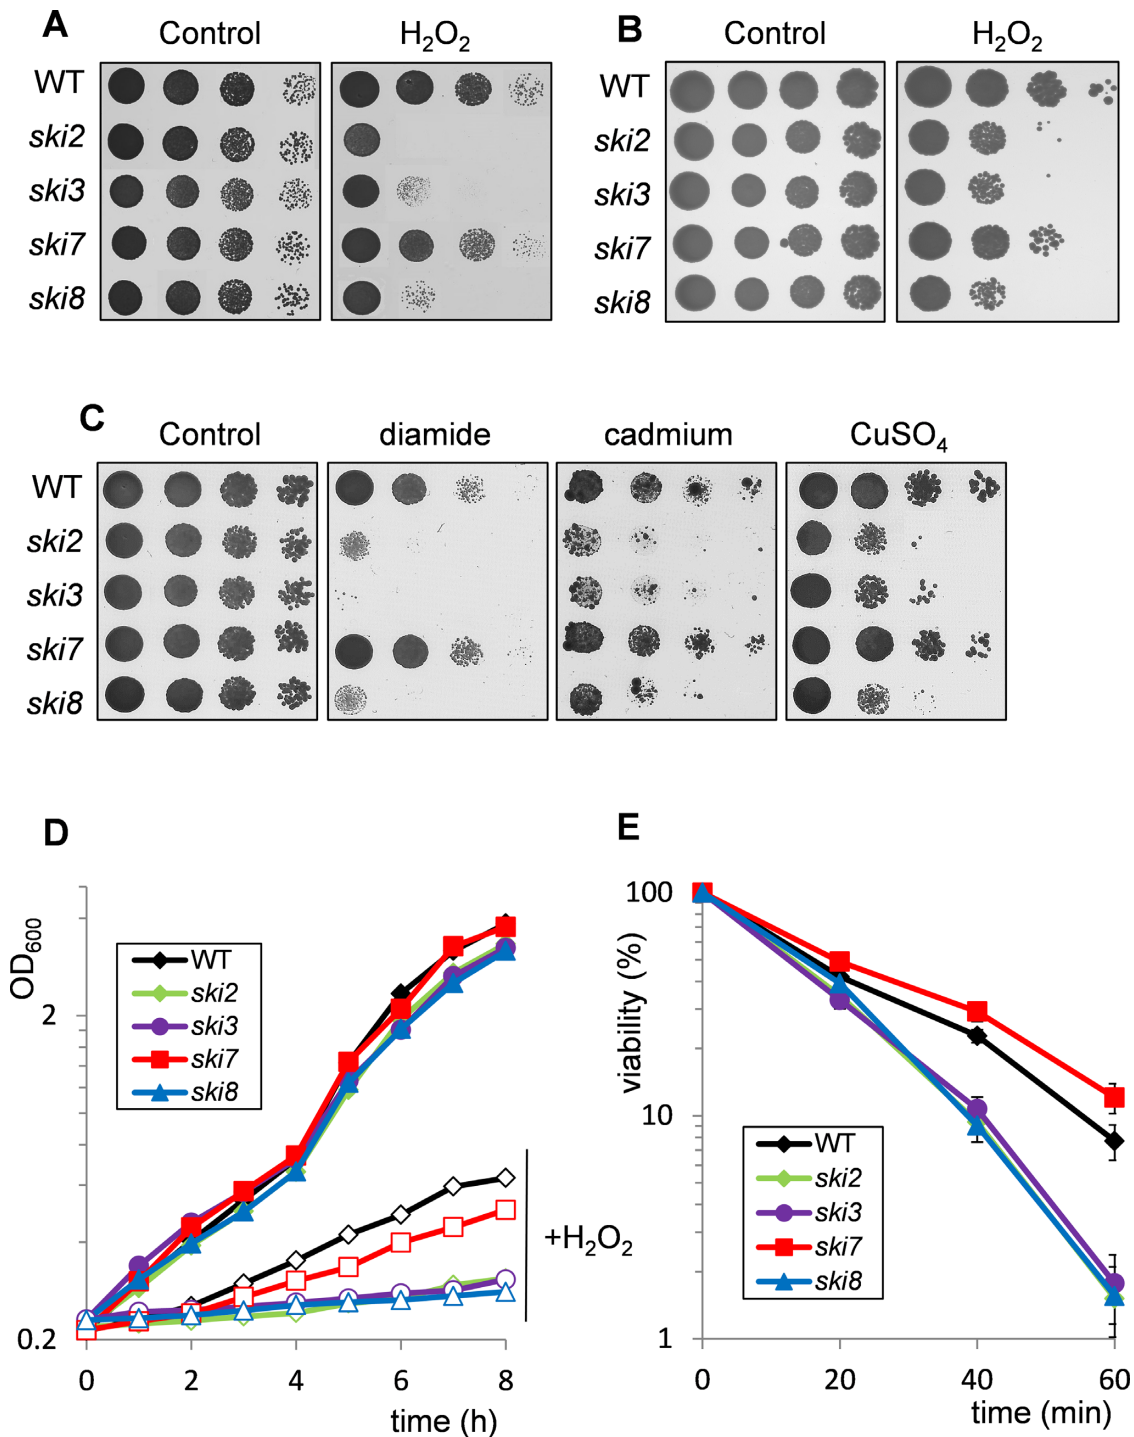 A
Control
H₂O₂
WT
ski2
ski3
ski7
ski8
B
Control
H₂O₂
WT
ski2
ski3
ski7
ski8
C
Control
diamide
cadmium
CuSO₄
WT
ski2
ski3
ski7
ski8
D
OD₆₀₀
2
0.2
WT
ski2
ski3
ski7
ski8
+H₂O₂
0 2 4 6 8
time (h)
E
viability (%)
100
10
1
WT
ski2
ski3
ski7
ski8
0 20 40 60
time (min)